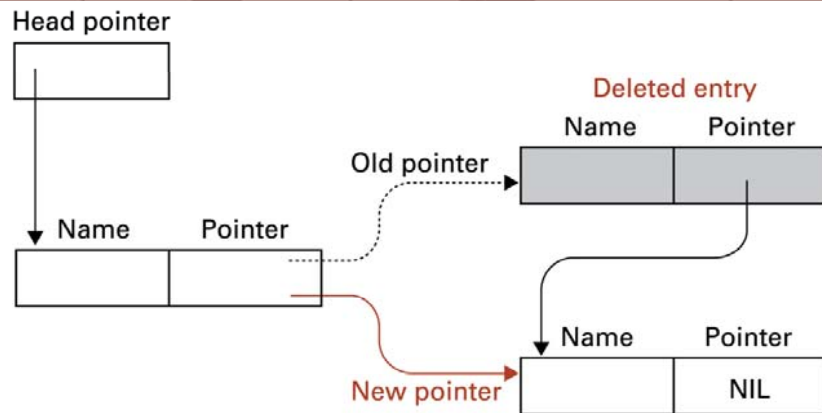 Head pointer
Deleted entry
Name Pointer
Old pointer
Name Pointer
Name Pointer
New pointer
NIL